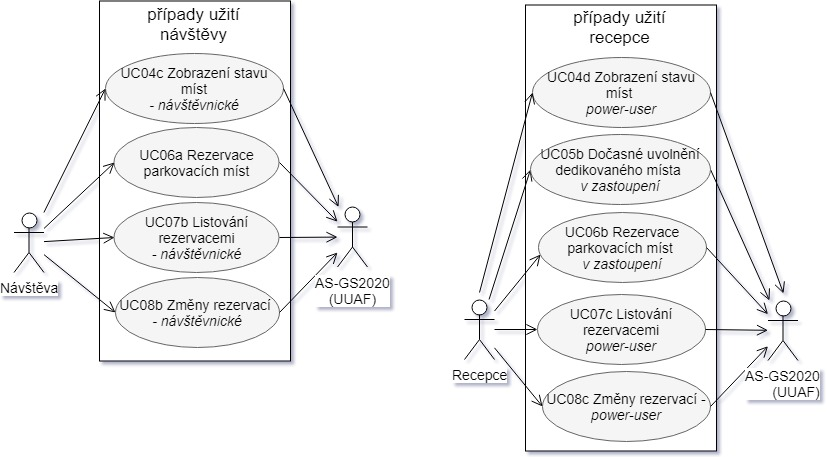 případy užití
návštěvy
UC04c Zobrazení stavu
míst
- návštěvnické
UC06a Rezervace
parkovacích míst
UC07b Listování
rezervacemi
- návštěvnické
UC08b Změny rezervací
- návštěvnické
Návštěva
AS-GS2020
(UUAF)
případy užití
recepce
UC04d Zobrazení stavu
míst
power-user
UC05b Dočasné uvolnění
dedikovaného místa
v zastoupení
UC06b Rezervace
parkovacích míst
v zastoupení
UC07c Listování
rezervacemi
power-user
UC08c Změny rezervací -
power-user
Recepce
AS-GS2020
(UUAF)